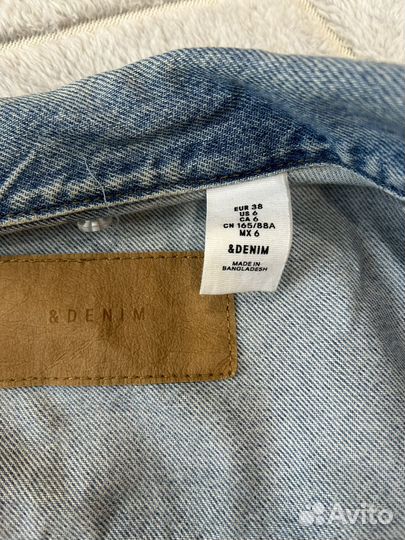 EUR 38
US 6
CA 6
CN 165/88A
MX 6
&DENIM
MADE IN
BANGLADESH
& DENIM
Avito